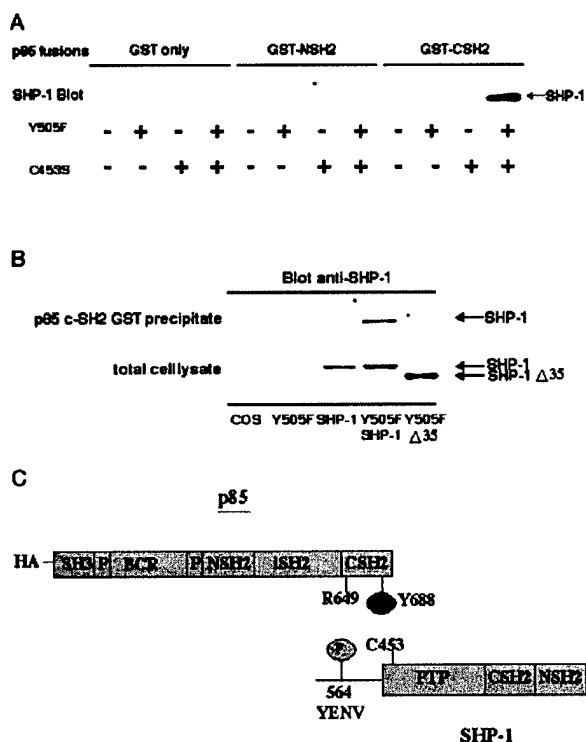 A
p85 fusions GST only GST-NSH2 GST-CSH2
SHP-1 Blot SHP-1
Y505F - + - + - + - + - + - +
C453S - - + + - - + + - - + +
B
Blot anti-SHP-1
p85 c-SH2 GST precipitate SHP-1
total cell lysate SHP-1
SHP-1 Δ35
COS Y505F SHP-1 Y505F Y505F
SHP-1 Δ35
C
p85
HA SH3 P BCR P NSH2 iSH2 CSH2
R649 Y688
P C453
564 PTP CSH2 NSH2
YENV
SHP-1